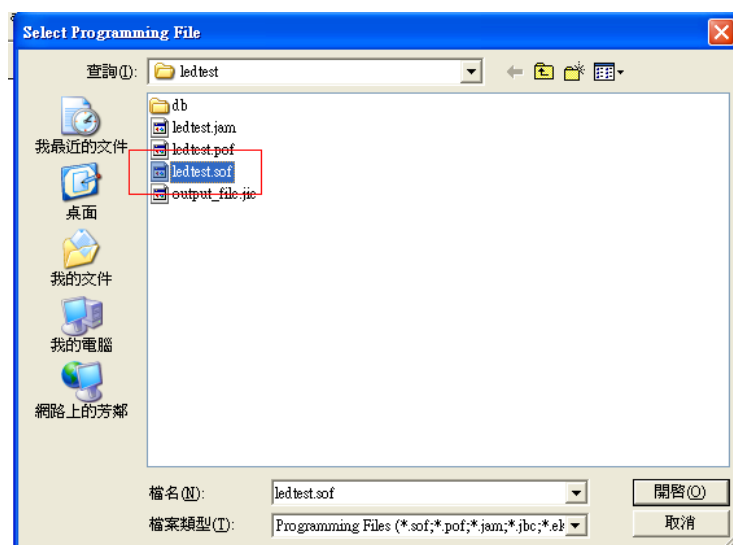 Select Programming File
查詢(I): ledtest
db
ledtest.jam
ledtest.pof
ledtest.sof
output_file.jic
我最近的文件
桌面
我的文件
我的電腦
網路上的芳鄰
檔名(N): ledtest.sof 開啓(O)
檔案類型(T): Programming Files (*.sof;*.pof;*.jam;*.jbc;*.ek 取消